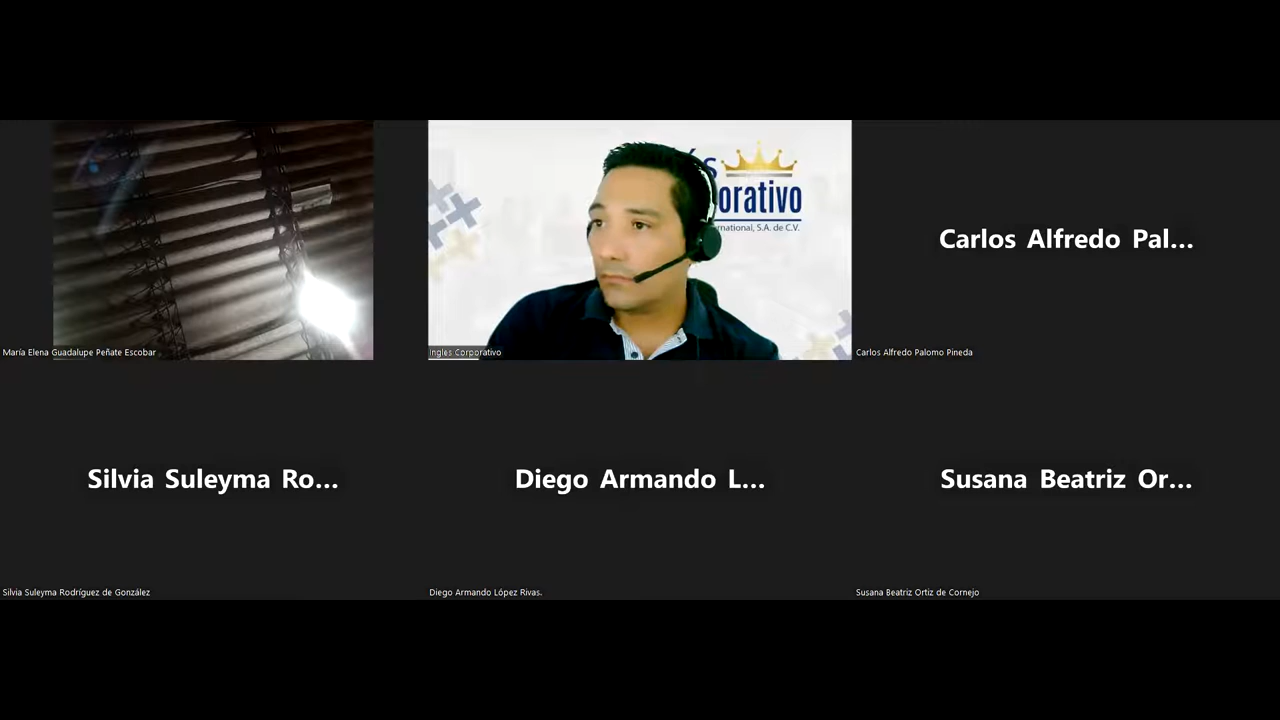 orativo
rnational, S.A. de C.V.
María Elena Guadalupe Peñate Escobar
Inglés Corporativo
Carlos Alfredo Pal...
Carlos Alfredo Palomo Pineda
Silvia Suleyma Ro...
Silvia Suleyma Rodríguez de González
Diego Armando L...
Diego Armando López Rivas.
Susana Beatriz Or...
Susana Beatriz Ortiz de Cornejo